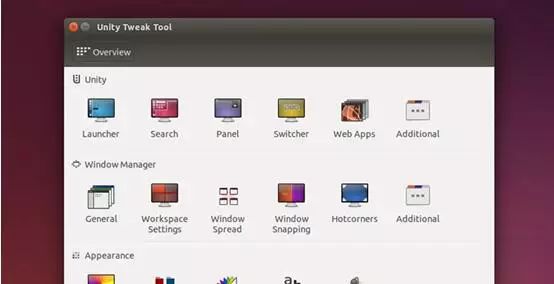 Unity Tweak Tool
Overview
Unity
Launcher Search Panel Switcher Web Apps Additional
Window Manager
General Workspace Settings Window Spread Window Snapping Hotcorners Additional
Appearance